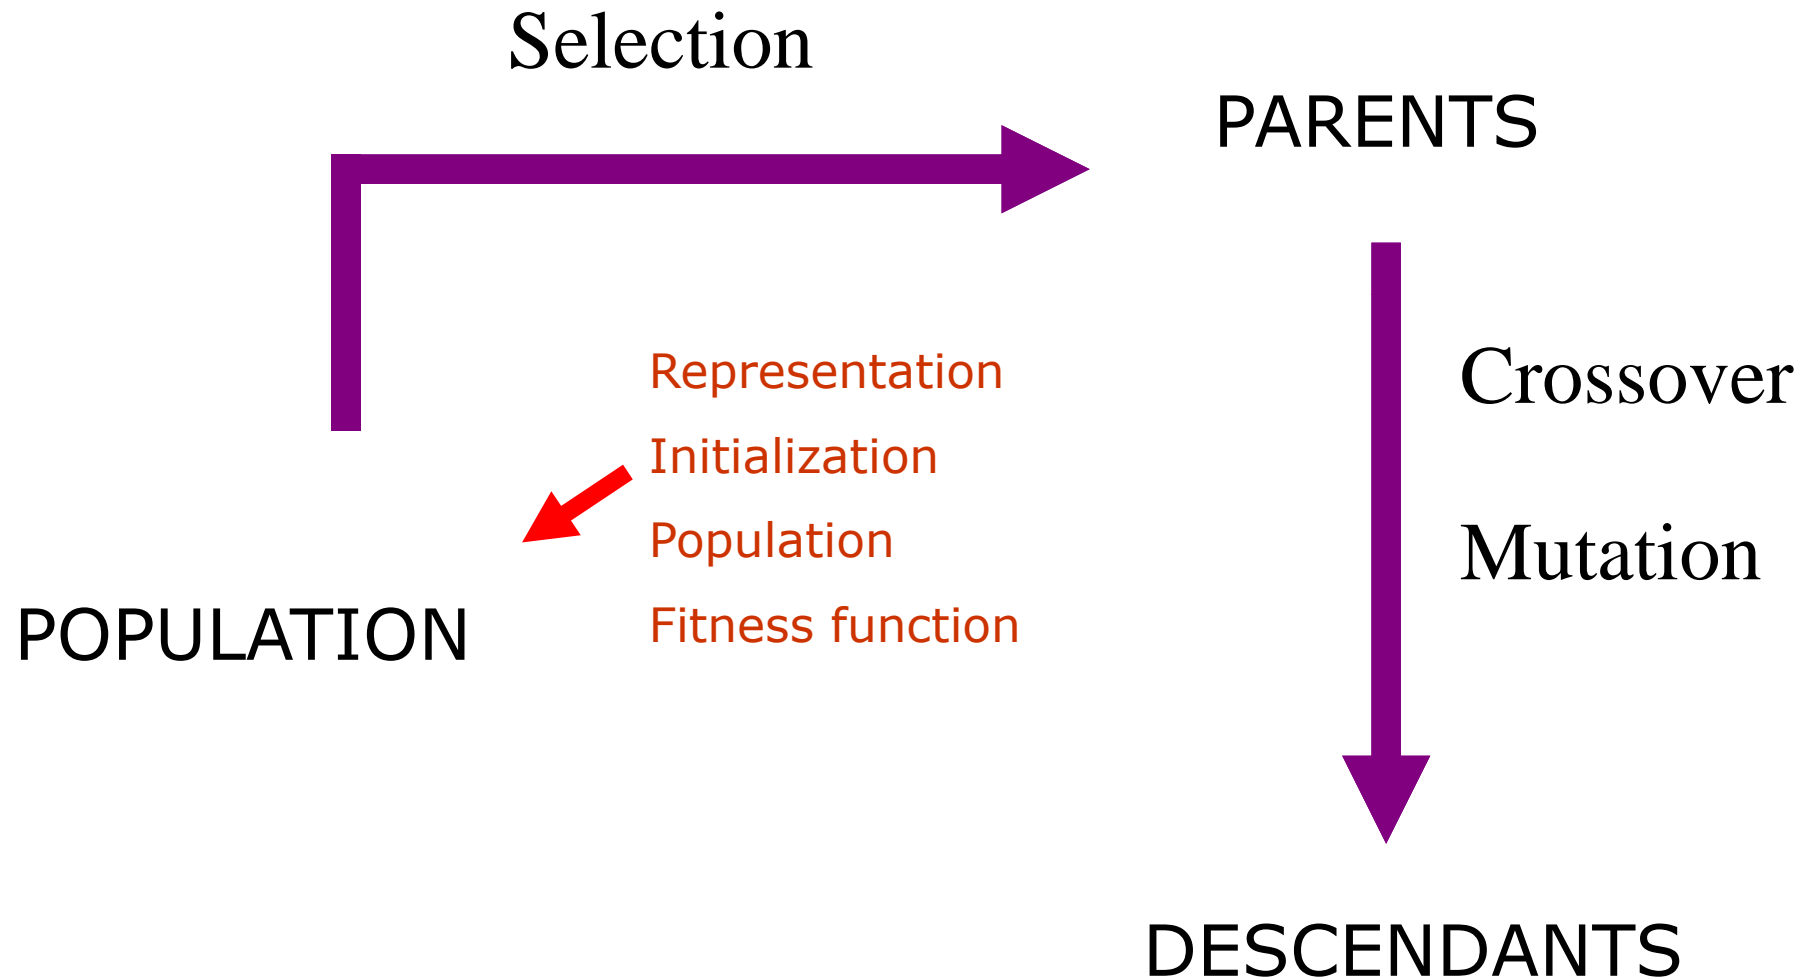 Selection
PARENTS
Representation
Crossover
Initialization
Population
Mutation
POPULATION
Fitness function
DESCENDANTS